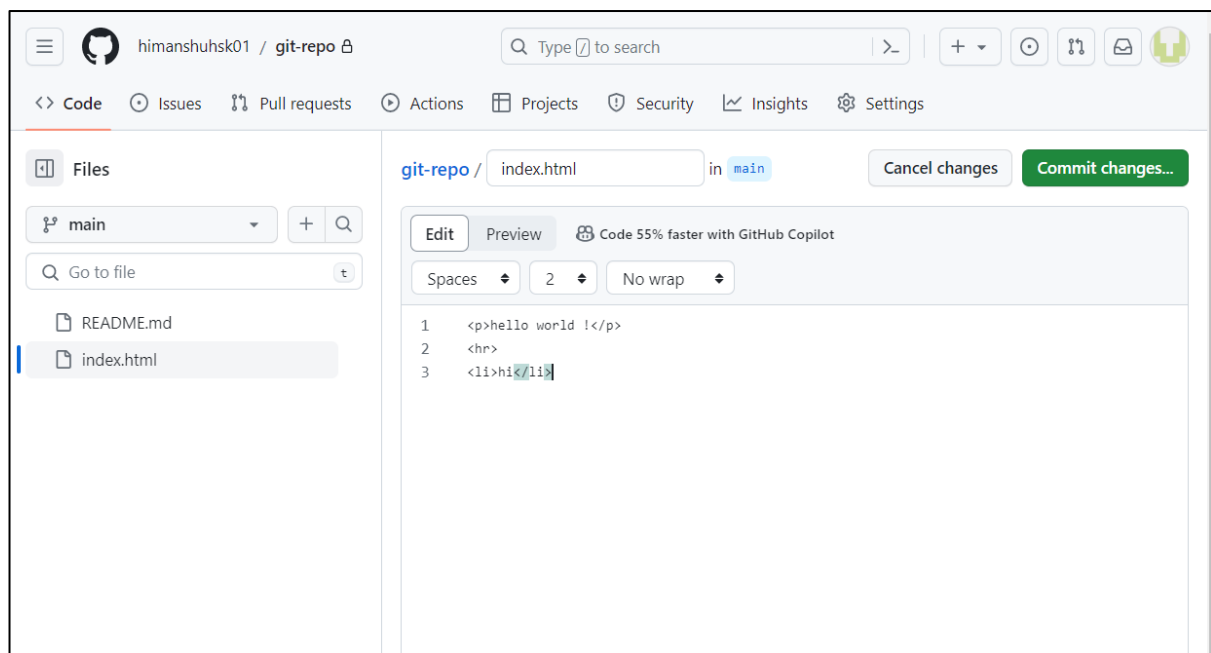 himanshuhsk01 / git-repo
Type / to search
Code Issues Pull requests Actions Projects Security Insights Settings
Files
main
Go to file t
README.md
index.html
git-repo / index.html in main Cancel changes Commit changes...
Edit Preview Code 55% faster with GitHub Copilot
Spaces 2 No wrap
1 <p>hello world !</p>
2 <hr>
3 <li>hi</li>